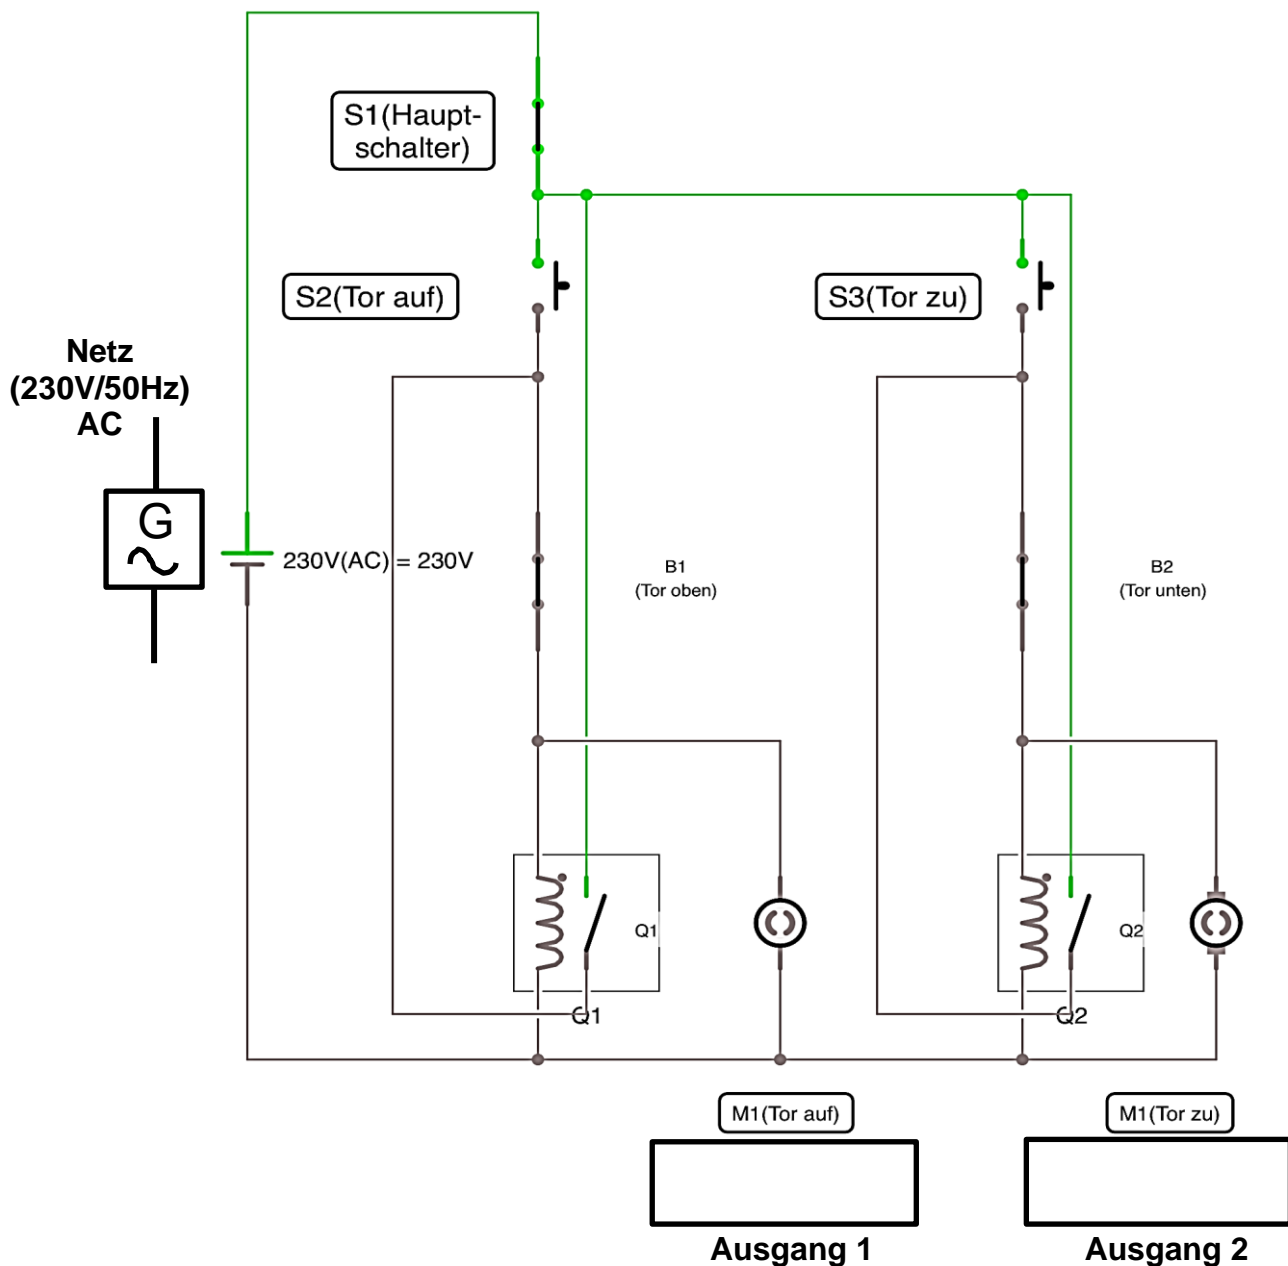 S1(Haupt-
schalter)
S2(Tor auf)
S3(Tor zu)
Netz
(230V/50Hz)
AC
G
230V(AC) = 230V
B1
(Tor oben)
B2
(Tor unten)
Q1
Q2
Q1
Q2
M1(Tor auf)
M1(Tor zu)
Ausgang 1
Ausgang 2